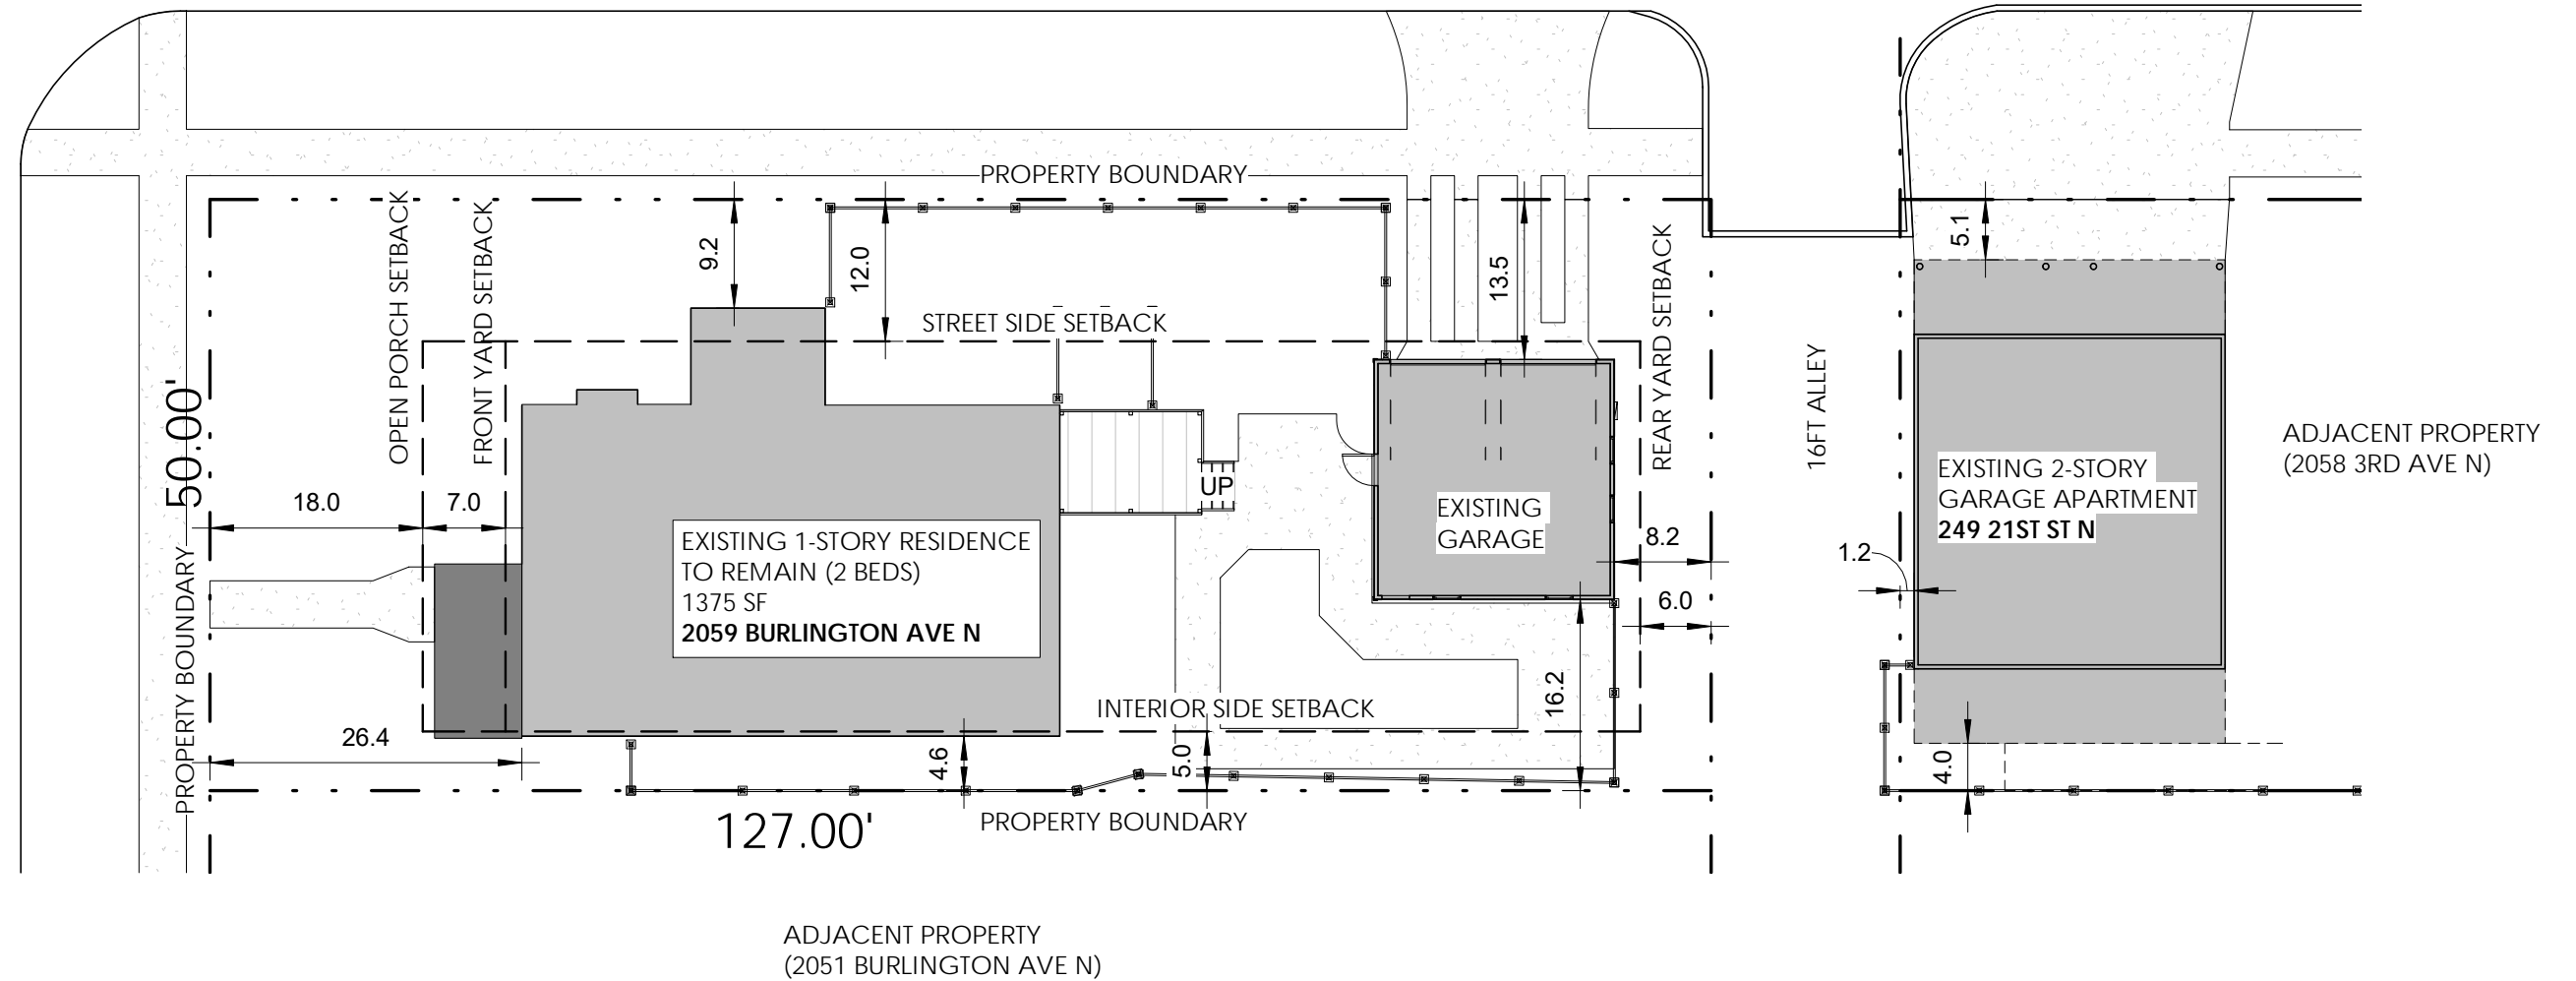 PROPERTY BOUNDARY
OPEN PORCH SETBACK
FRONT YARD SETBACK
9.2
12.0
STREET SIDE SETBACK
13.5
REAR YARD SETBACK
5.1
16FT ALLEY
50.00'
18.0
7.0
UP
EXISTING
GARAGE
EXISTING 2-STORY
GARAGE APARTMENT
249 21ST ST N
ADJACENT PROPERTY
(2058 3RD AVE N)
EXISTING 1-STORY RESIDENCE
TO REMAIN (2 BEDS)
1375 SF
2059 BURLINGTON AVE N
8.2
1.2
6.0
PROPERTY BOUNDARY
26.4
INTERIOR SIDE SETBACK
16.2
4.6
5.0
4.0
127.00'
PROPERTY BOUNDARY
ADJACENT PROPERTY
(2051 BURLINGTON AVE N)